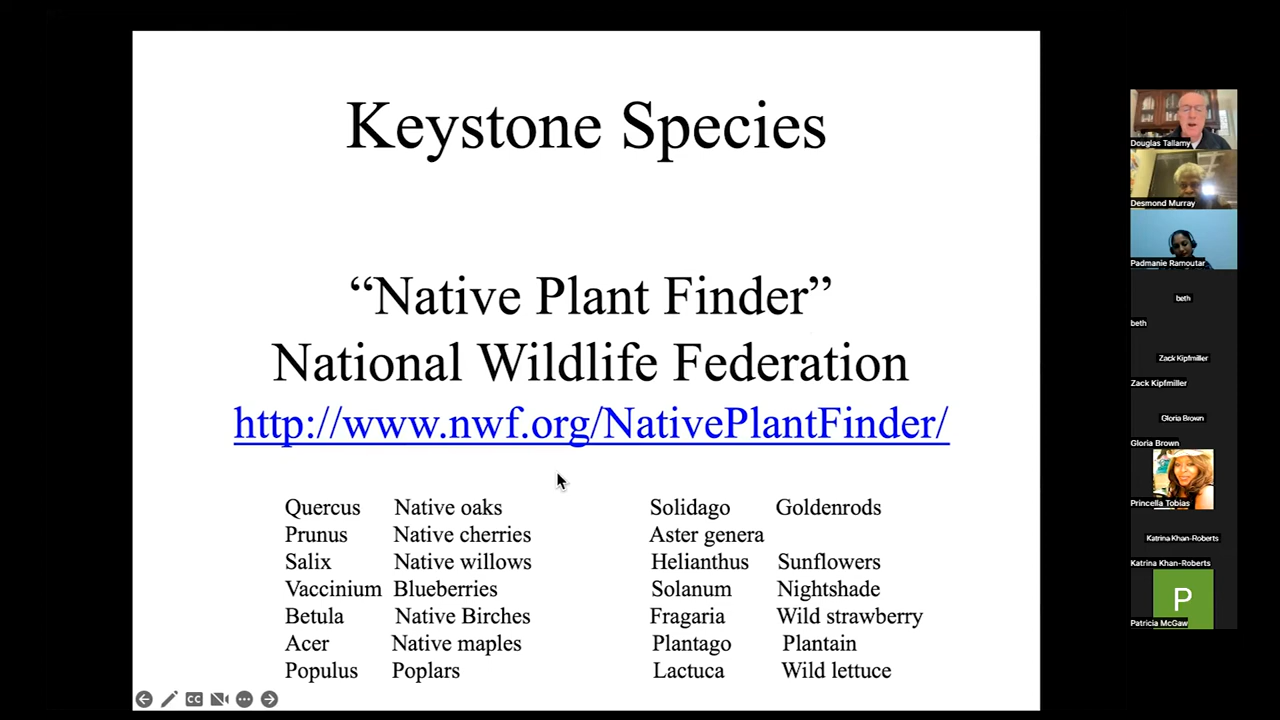 Keystone Species
“Native Plant Finder”
National Wildlife Federation
http://www.nwf.org/NativePlantFinder/
Quercus Native oaks
Prunus Native cherries
Salix Native willows
Vaccinium Blueberries
Betula Native Birches
Acer Native maples
Populus Poplars
Solidago Goldenrods
Aster genera
Helianthus Sunflowers
Solanum Nightshade
Fragaria Wild strawberry
Plantago Plantain
Lactuca Wild lettuce
CC
Douglas Tallamy
Desmond Murray
Padmanie Ramoutar
beth
beth
Zack Kipfmiller
Zack Kipfmiller
Gloria Brown
Gloria Brown
Princella Tobias
Katrina Khan-Roberts
Katrina Khan-Roberts
P
Patricia McGaw